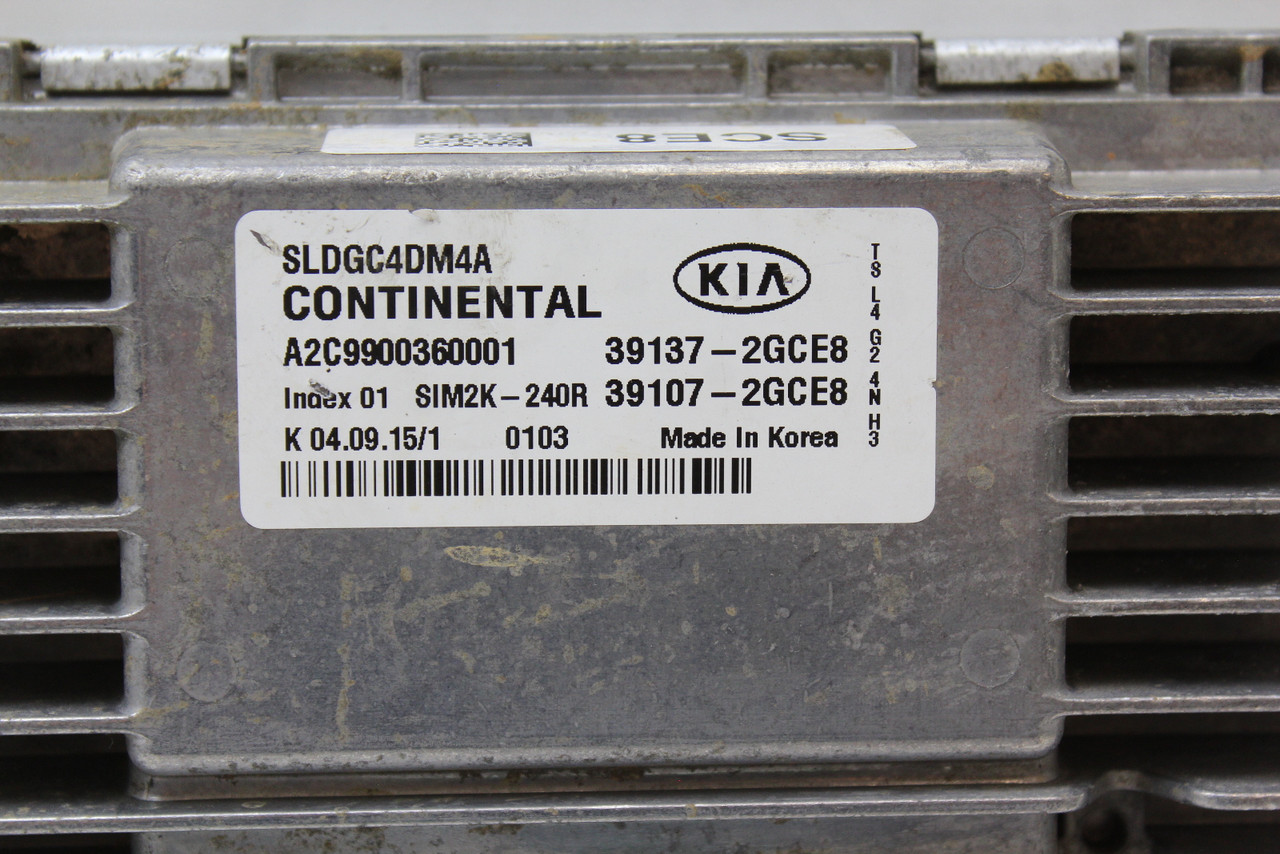 SCE8
SLDGC4DM4A
KIA
CONTINENTAL
A2C9900360001 39137-2GCE8
Index 01 SIM2K-240R 39107-2GCE8
K 04.09.15/1 0103 Made In Korea
T8 L4 G2 4N H3